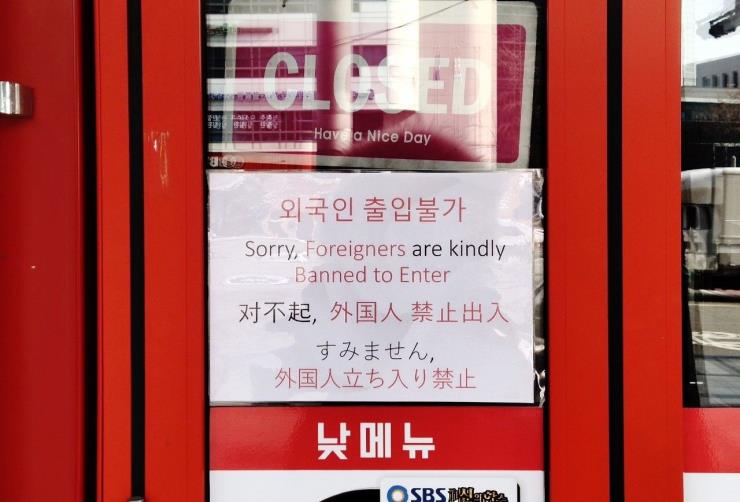 CLOSED
Have a Nice Day
외국인 출입불가
Sorry, Foreigners are kindly
Banned to Enter
对不起, 外国人 禁止出入
すみません,
外国人立ち入り禁止
낮메뉴
SBS